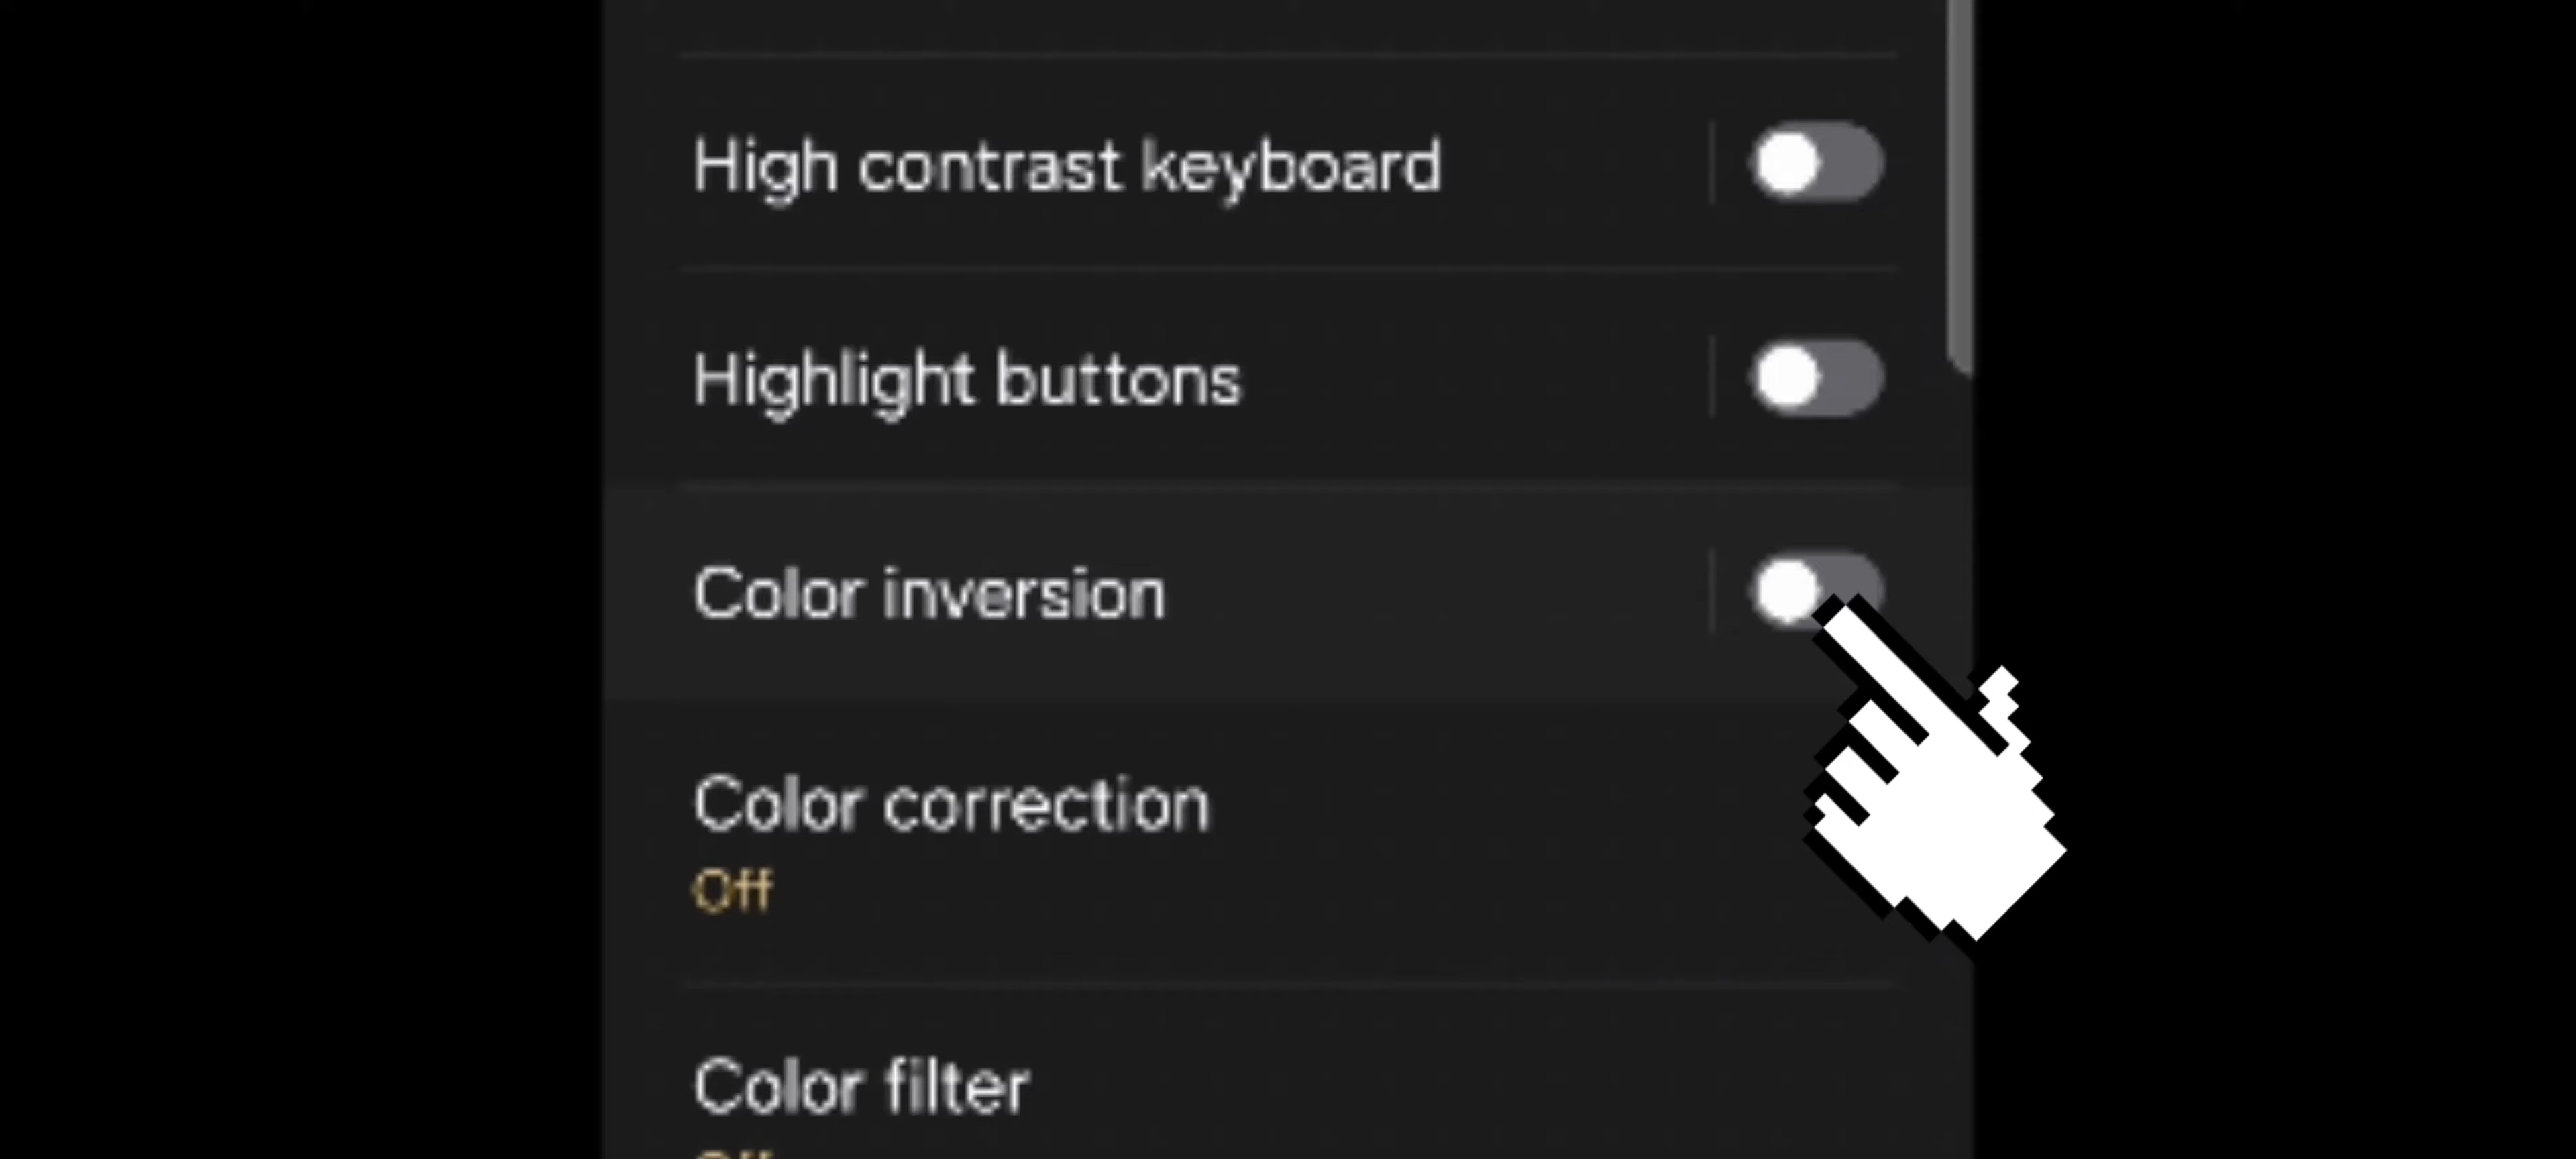 High contrast keyboard
Highlight buttons
Color inversion
Color correction
Off
Color filter